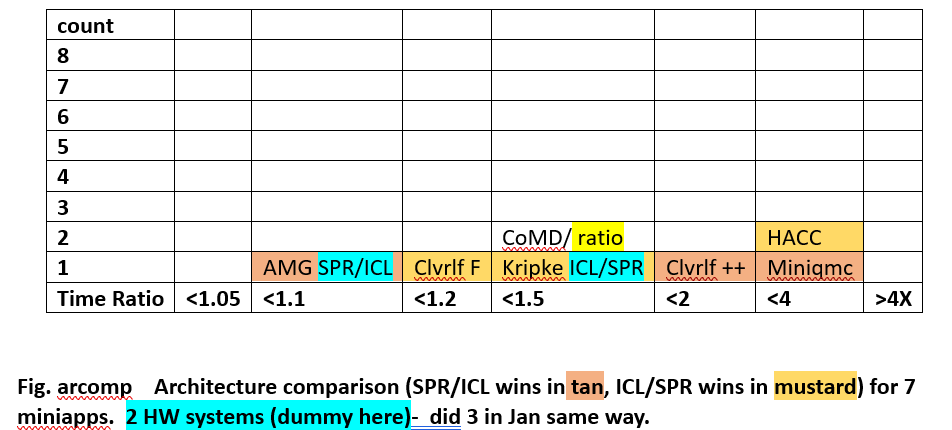 count
8
7
6
5
4
3
2 CoMD/ ratio HACC
1 AMG SPR/ICL Clvrlf F Kripke ICL/SPR Clvrlf ++ Miniqmc
Time Ratio <1.05 <1.1 <1.2 <1.5 <2 <4 >4X
Fig. arcomp Architecture comparison (SPR/ICL wins in tan, ICL/SPR wins in mustard) for 7
miniapps. 2 HW systems (dummy here)- did 3 in Jan same way.